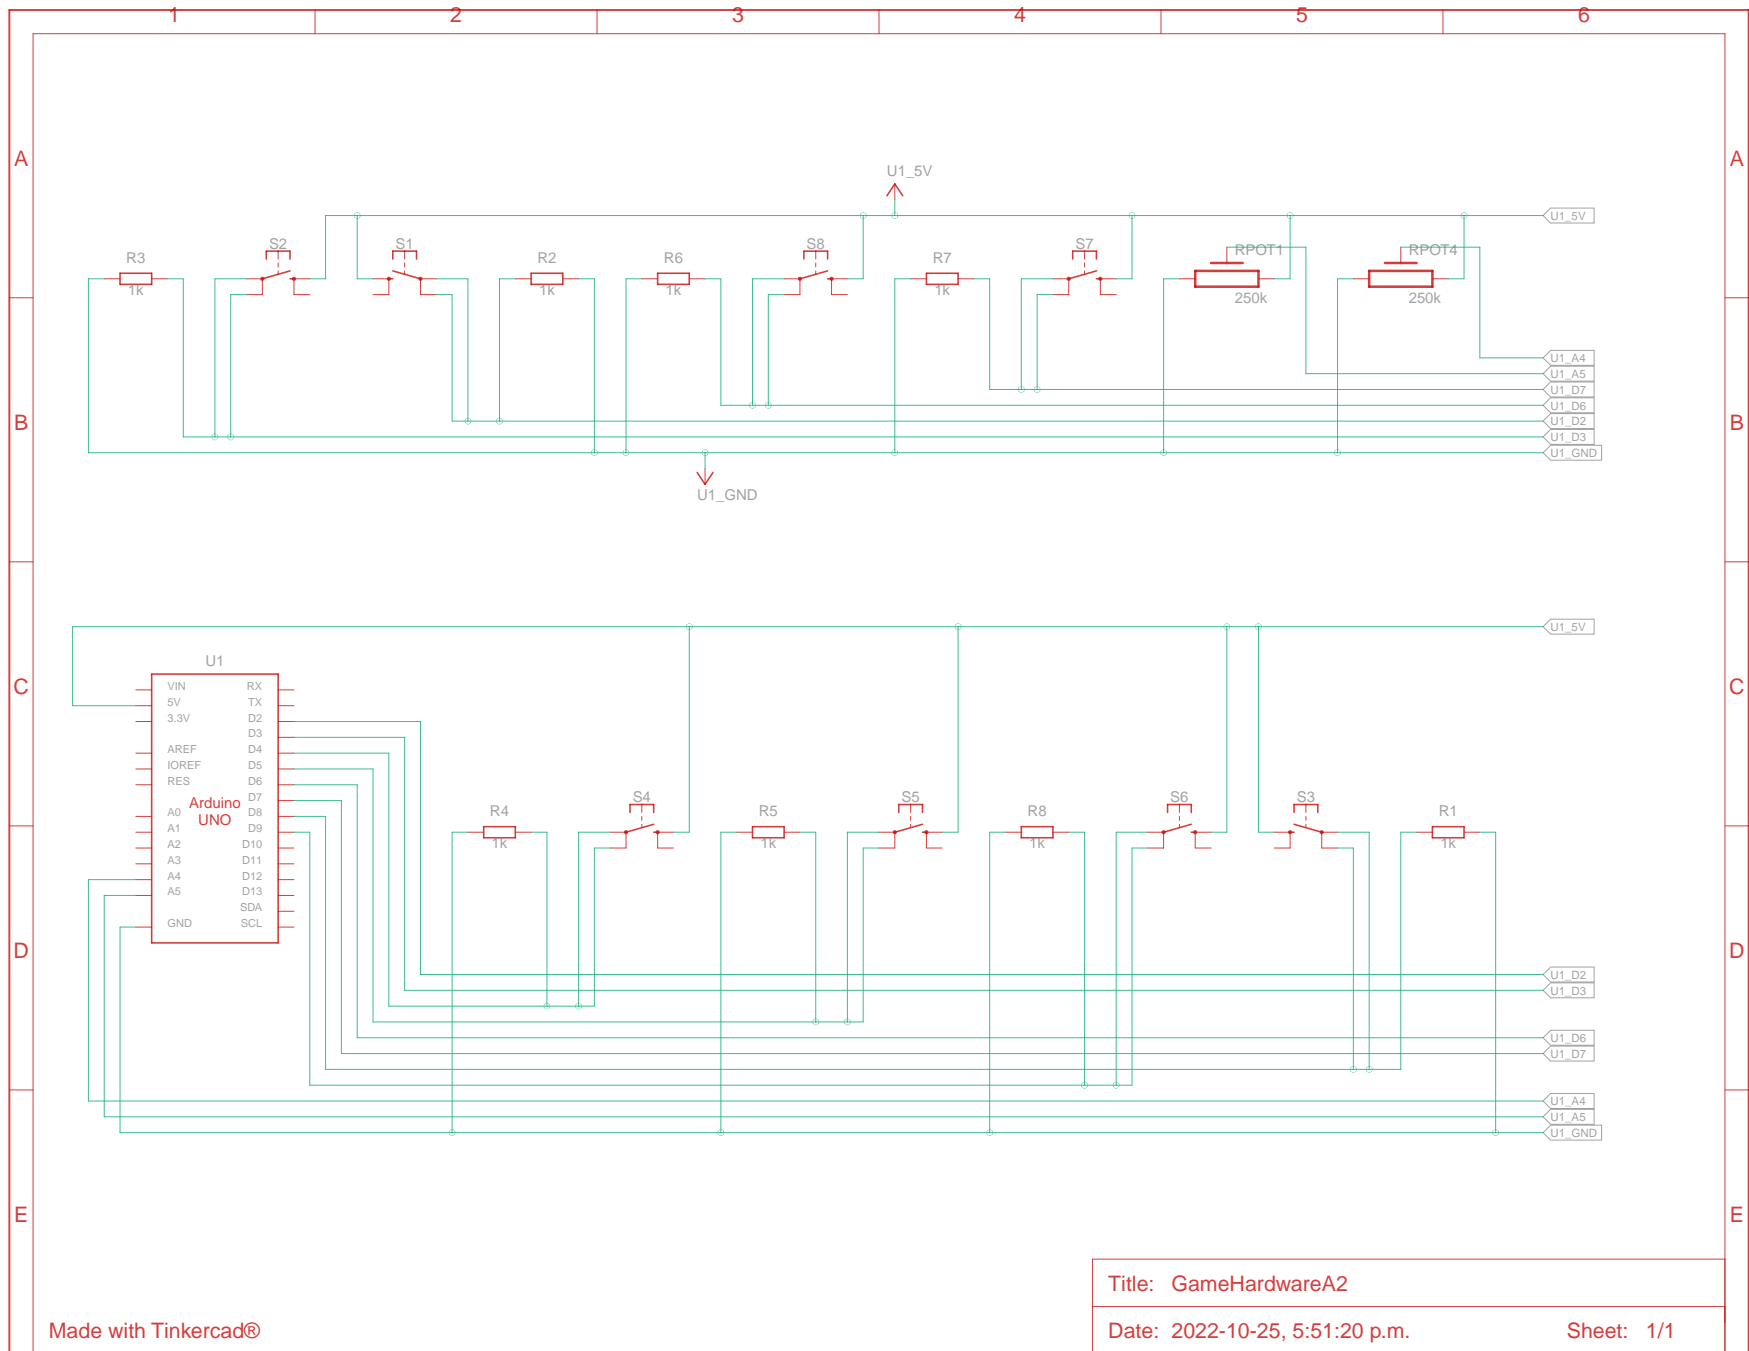 1 2 3 4 5 6
A A
U1_5V
U1_5V
R3 S2 S1 R2 R6 S8 R7 S7 RPOT1 RPOT4
1k 1k 1k 1k 250k 250k
U1_A4
U1_A5
U1_D7
U1_D6
B U1_D2 B
U1_D3
U1_GND
U1_GND
U1_5V
U1
C VIN RX C
5V TX
3.3V D2
D3
AREF D4
IOREF D5
RES D6
D7
Arduino
UNO
A0 D8
A1 D9
A2 D10
A3 D11
A4 D12
A5 D13
SDA
GND SCL
R4 S4 R5 S5 R8 S6 S3 R1
1k 1k 1k 1k
D D
U1_D2
U1_D3
U1_D6
U1_D7
U1_A4
U1_A5
U1_GND
E E
Title: GameHardwareA2
Made with Tinkercad®
Date: 2022-10-25, 5:51:20 p.m. Sheet: 1/1